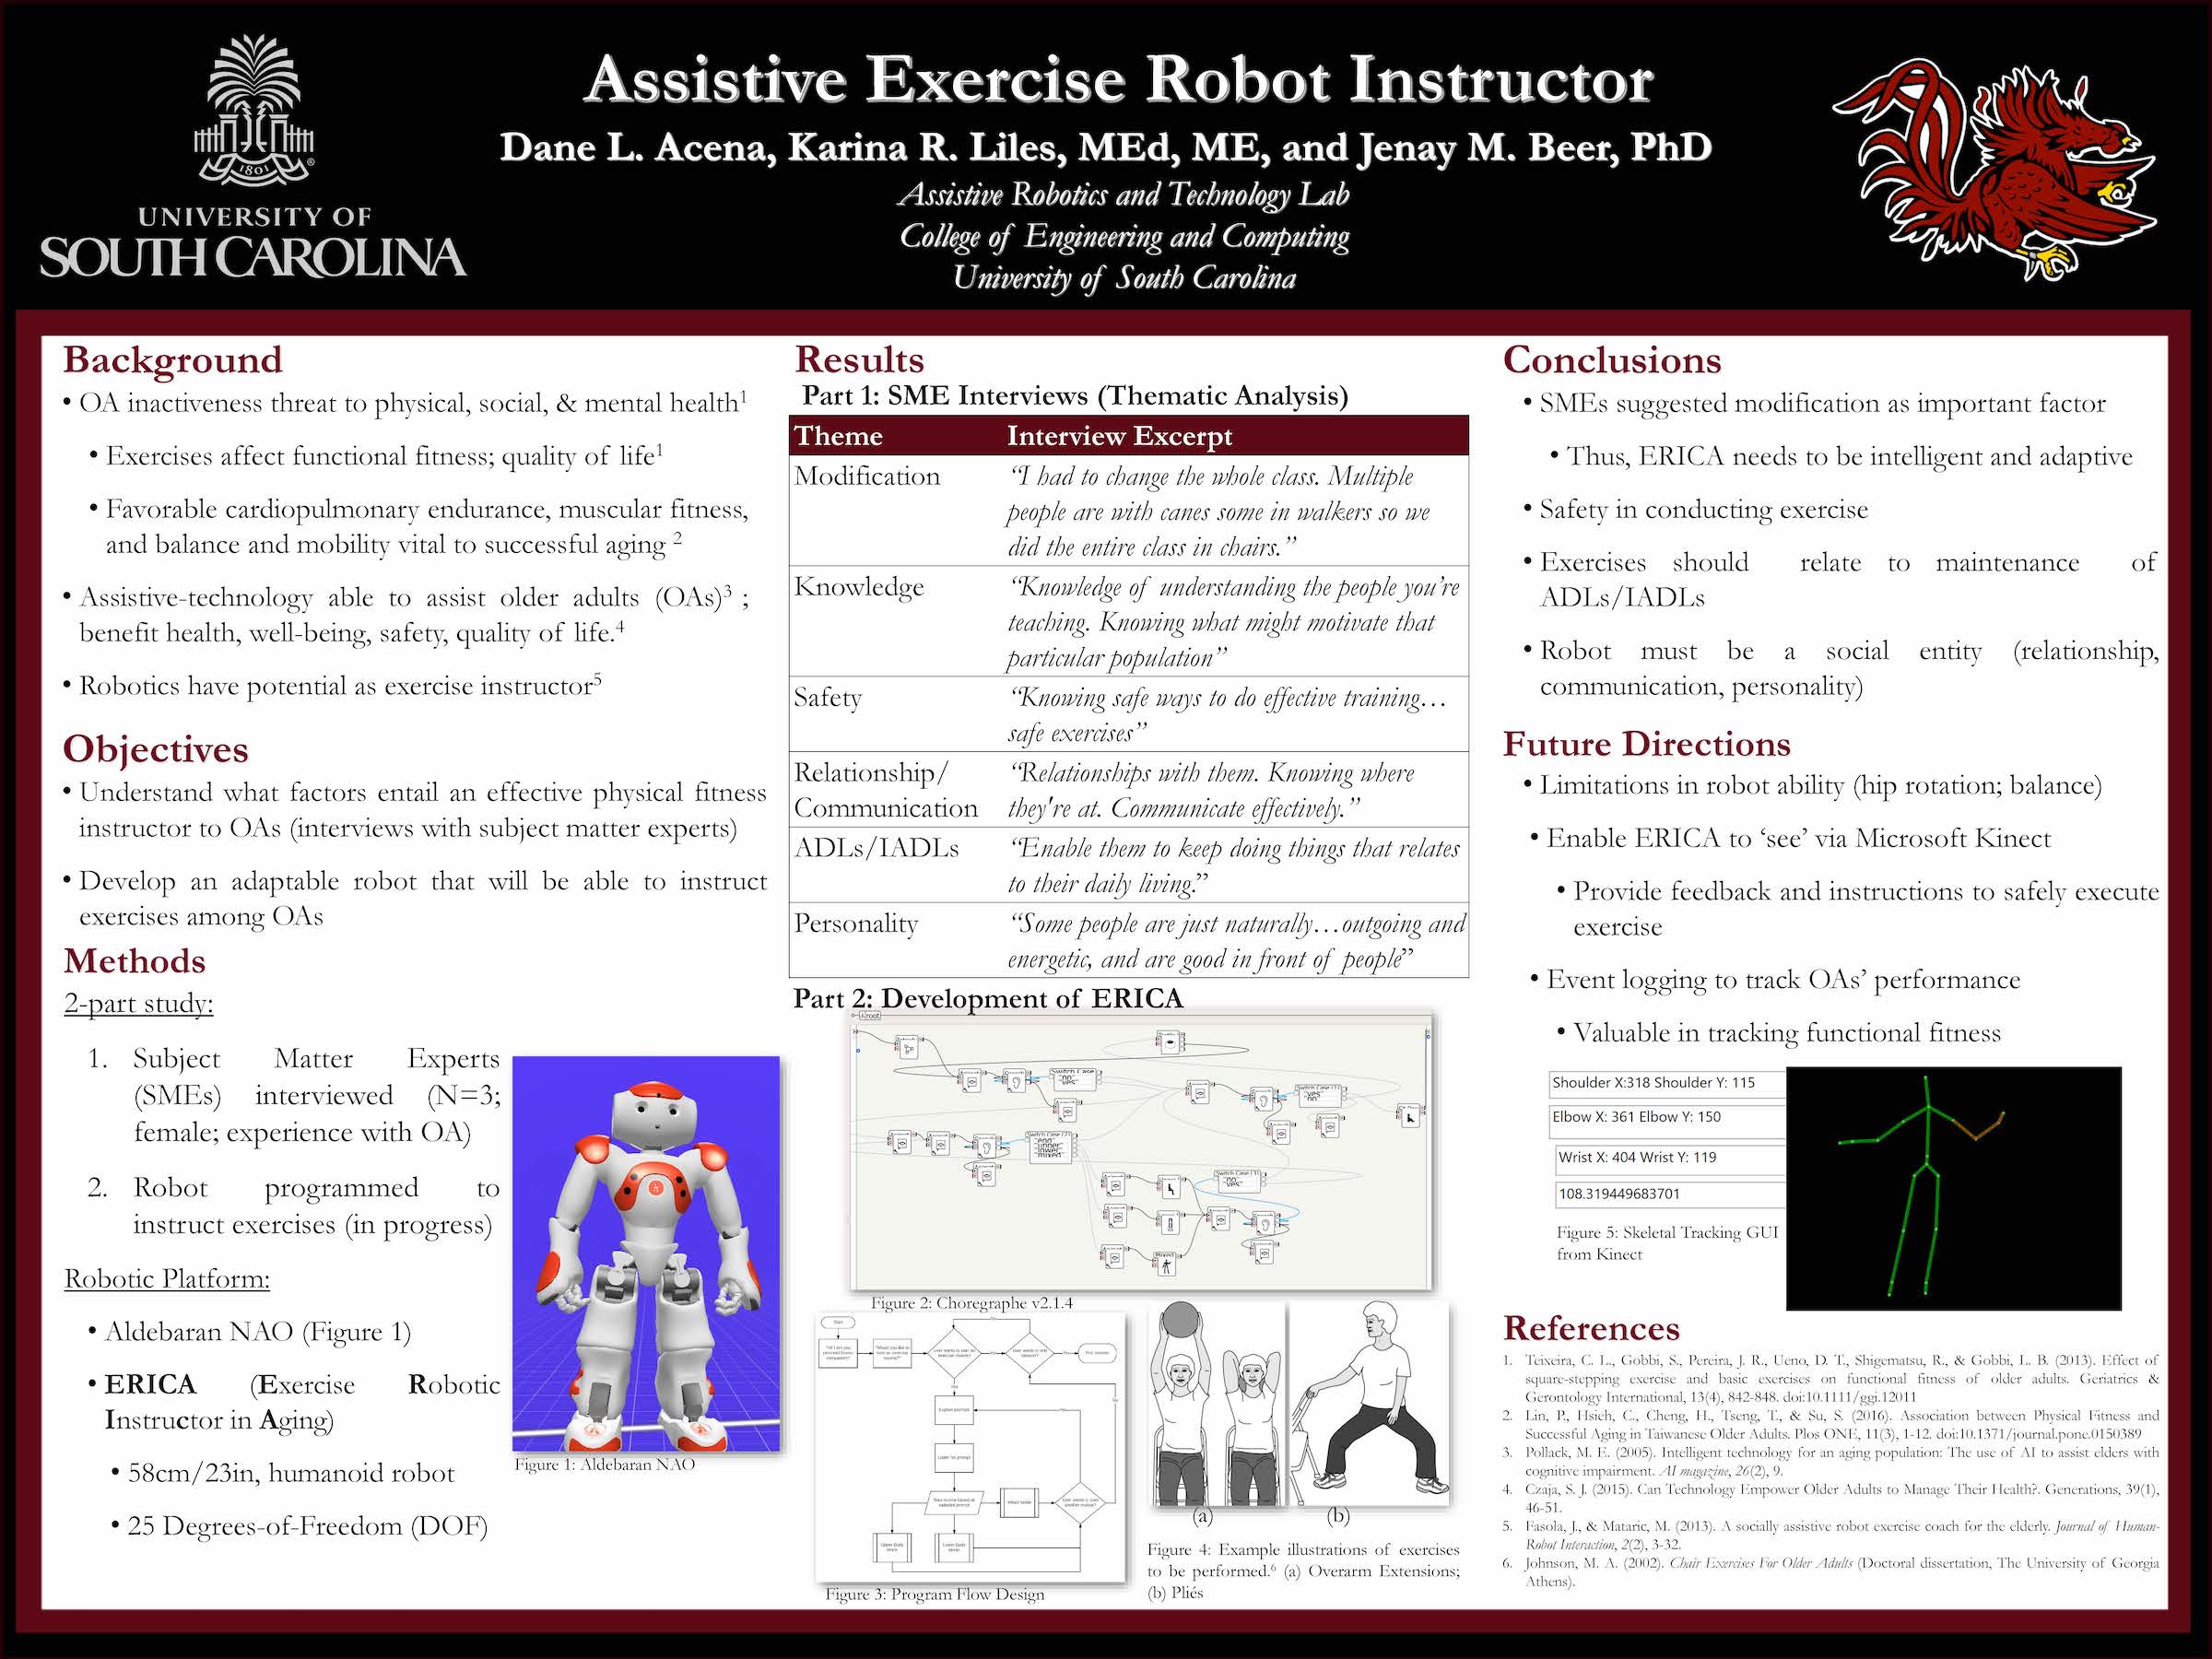 1801
UNIVERSITY OF
SOUTH CAROLINA
Assistive Exercise Robot Instructor
Dane L. Acena, Karina R. Liles, MEd, ME, and Jenay M. Beer, PhD
Assistive Robotics and Technology Lab
College of Engineering and Computing
University of South Carolina
Background
• OA inactiveness threat to physical, social, & mental health1
• Exercises affect functional fitness; quality of life1
• Favorable cardiopulmonary endurance, muscular fitness,
and balance and mobility vital to successful aging 2
• Assistive-technology able to assist older adults (OAs)3 ;
benefit health, well-being, safety, quality of life.4
• Robotics have potential as exercise instructor5
Objectives
• Understand what factors entail an effective physical fitness
instructor to OAs (interviews with subject matter experts)
• Develop an adaptable robot that will be able to instruct
exercises among OAs
Methods
2-part study:
1. Subject Matter Experts
(SMEs) interviewed (N=3;
female; experience with OA)
2. Robot programmed to
instruct exercises (in progress)
Robotic Platform:
• Aldebaran NAO (Figure 1)
• ERICA (Exercise Robotic
Instructor in Aging)
• 58cm/23in, humanoid robot
• 25 Degrees-of-Freedom (DOF)
Figure 1: Aldebaran NAO
Results
Part 1: SME Interviews (Thematic Analysis)
Theme Interview Excerpt
Modification “I had to change the whole class. Multiple
people are with canes some in walkers so we
did the entire class in chairs.”
Knowledge “Knowledge of understanding the people you’re
teaching. Knowing what might motivate that
particular population”
Safety “Knowing safe ways to do effective training…
safe exercises”
Relationship/ “Relationships with them. Knowing where
Communication they're at. Communicate effectively.”
ADLs/IADLs “Enable them to keep doing things that relates
to their daily living.”
Personality “Some people are just naturally…outgoing and
energetic, and are good in front of people”
Part 2: Development of ERICA
Switch Case
"no"
"yes"
Figure 2: Choregraphe v2.1.4
Figure 3: Program Flow Design
(a) (b)
Figure 4: Example illustrations of exercises
to be performed.6 (a) Overarm Extensions;
(b) Pliés
Conclusions
• SMEs suggested modification as important factor
• Thus, ERICA needs to be intelligent and adaptive
• Safety in conducting exercise
• Exercises should relate to maintenance of
ADLs/IADLs
• Robot must be a social entity (relationship,
communication, personality)
Future Directions
• Limitations in robot ability (hip rotation; balance)
• Enable ERICA to ‘see’ via Microsoft Kinect
• Provide feedback and instructions to safely execute
exercise
• Event logging to track OAs’ performance
• Valuable in tracking functional fitness
Shoulder X:318 Shoulder Y: 115
Elbow X: 361 Elbow Y: 150
Wrist X: 404 Wrist Y: 119
108.319449683701
Figure 5: Skeletal Tracking GUI
from Kinect
References
1. Teixeira, C. L., Gobbi, S., Pereira, J. R., Ueno, D. T., Shigematsu, R., & Gobbi, L. B. (2013). Effect of
square-stepping exercise and basic exercises on functional fitness of older adults. Geriatrics &
Gerontology International, 13(4), 842-848. doi:10.1111/ggi.12011
2. Lin, P., Hsieh, C., Cheng, H., Tseng, T., & Su, S. (2016). Association between Physical Fitness and
Successful Aging in Taiwanese Older Adults. Plos ONE, 11(3), 1-12. doi:10.1371/journal.pone.0150389
3. Pollack, M. E. (2005). Intelligent technology for an aging population: The use of AI to assist elders with
cognitive impairment. AI magazine, 26(2), 9.
4. Czaja, S. J. (2015). Can Technology Empower Older Adults to Manage Their Health?. Generations, 39(1),
46-51.
5. Fasola, J., & Mataric, M. (2013). A socially assistive robot exercise coach for the elderly. Journal of Human-
Robot Interaction, 2(2), 3-32.
6. Johnson, M. A. (2002). Chair Exercises For Older Adults (Doctoral dissertation, The University of Georgia
Athens).